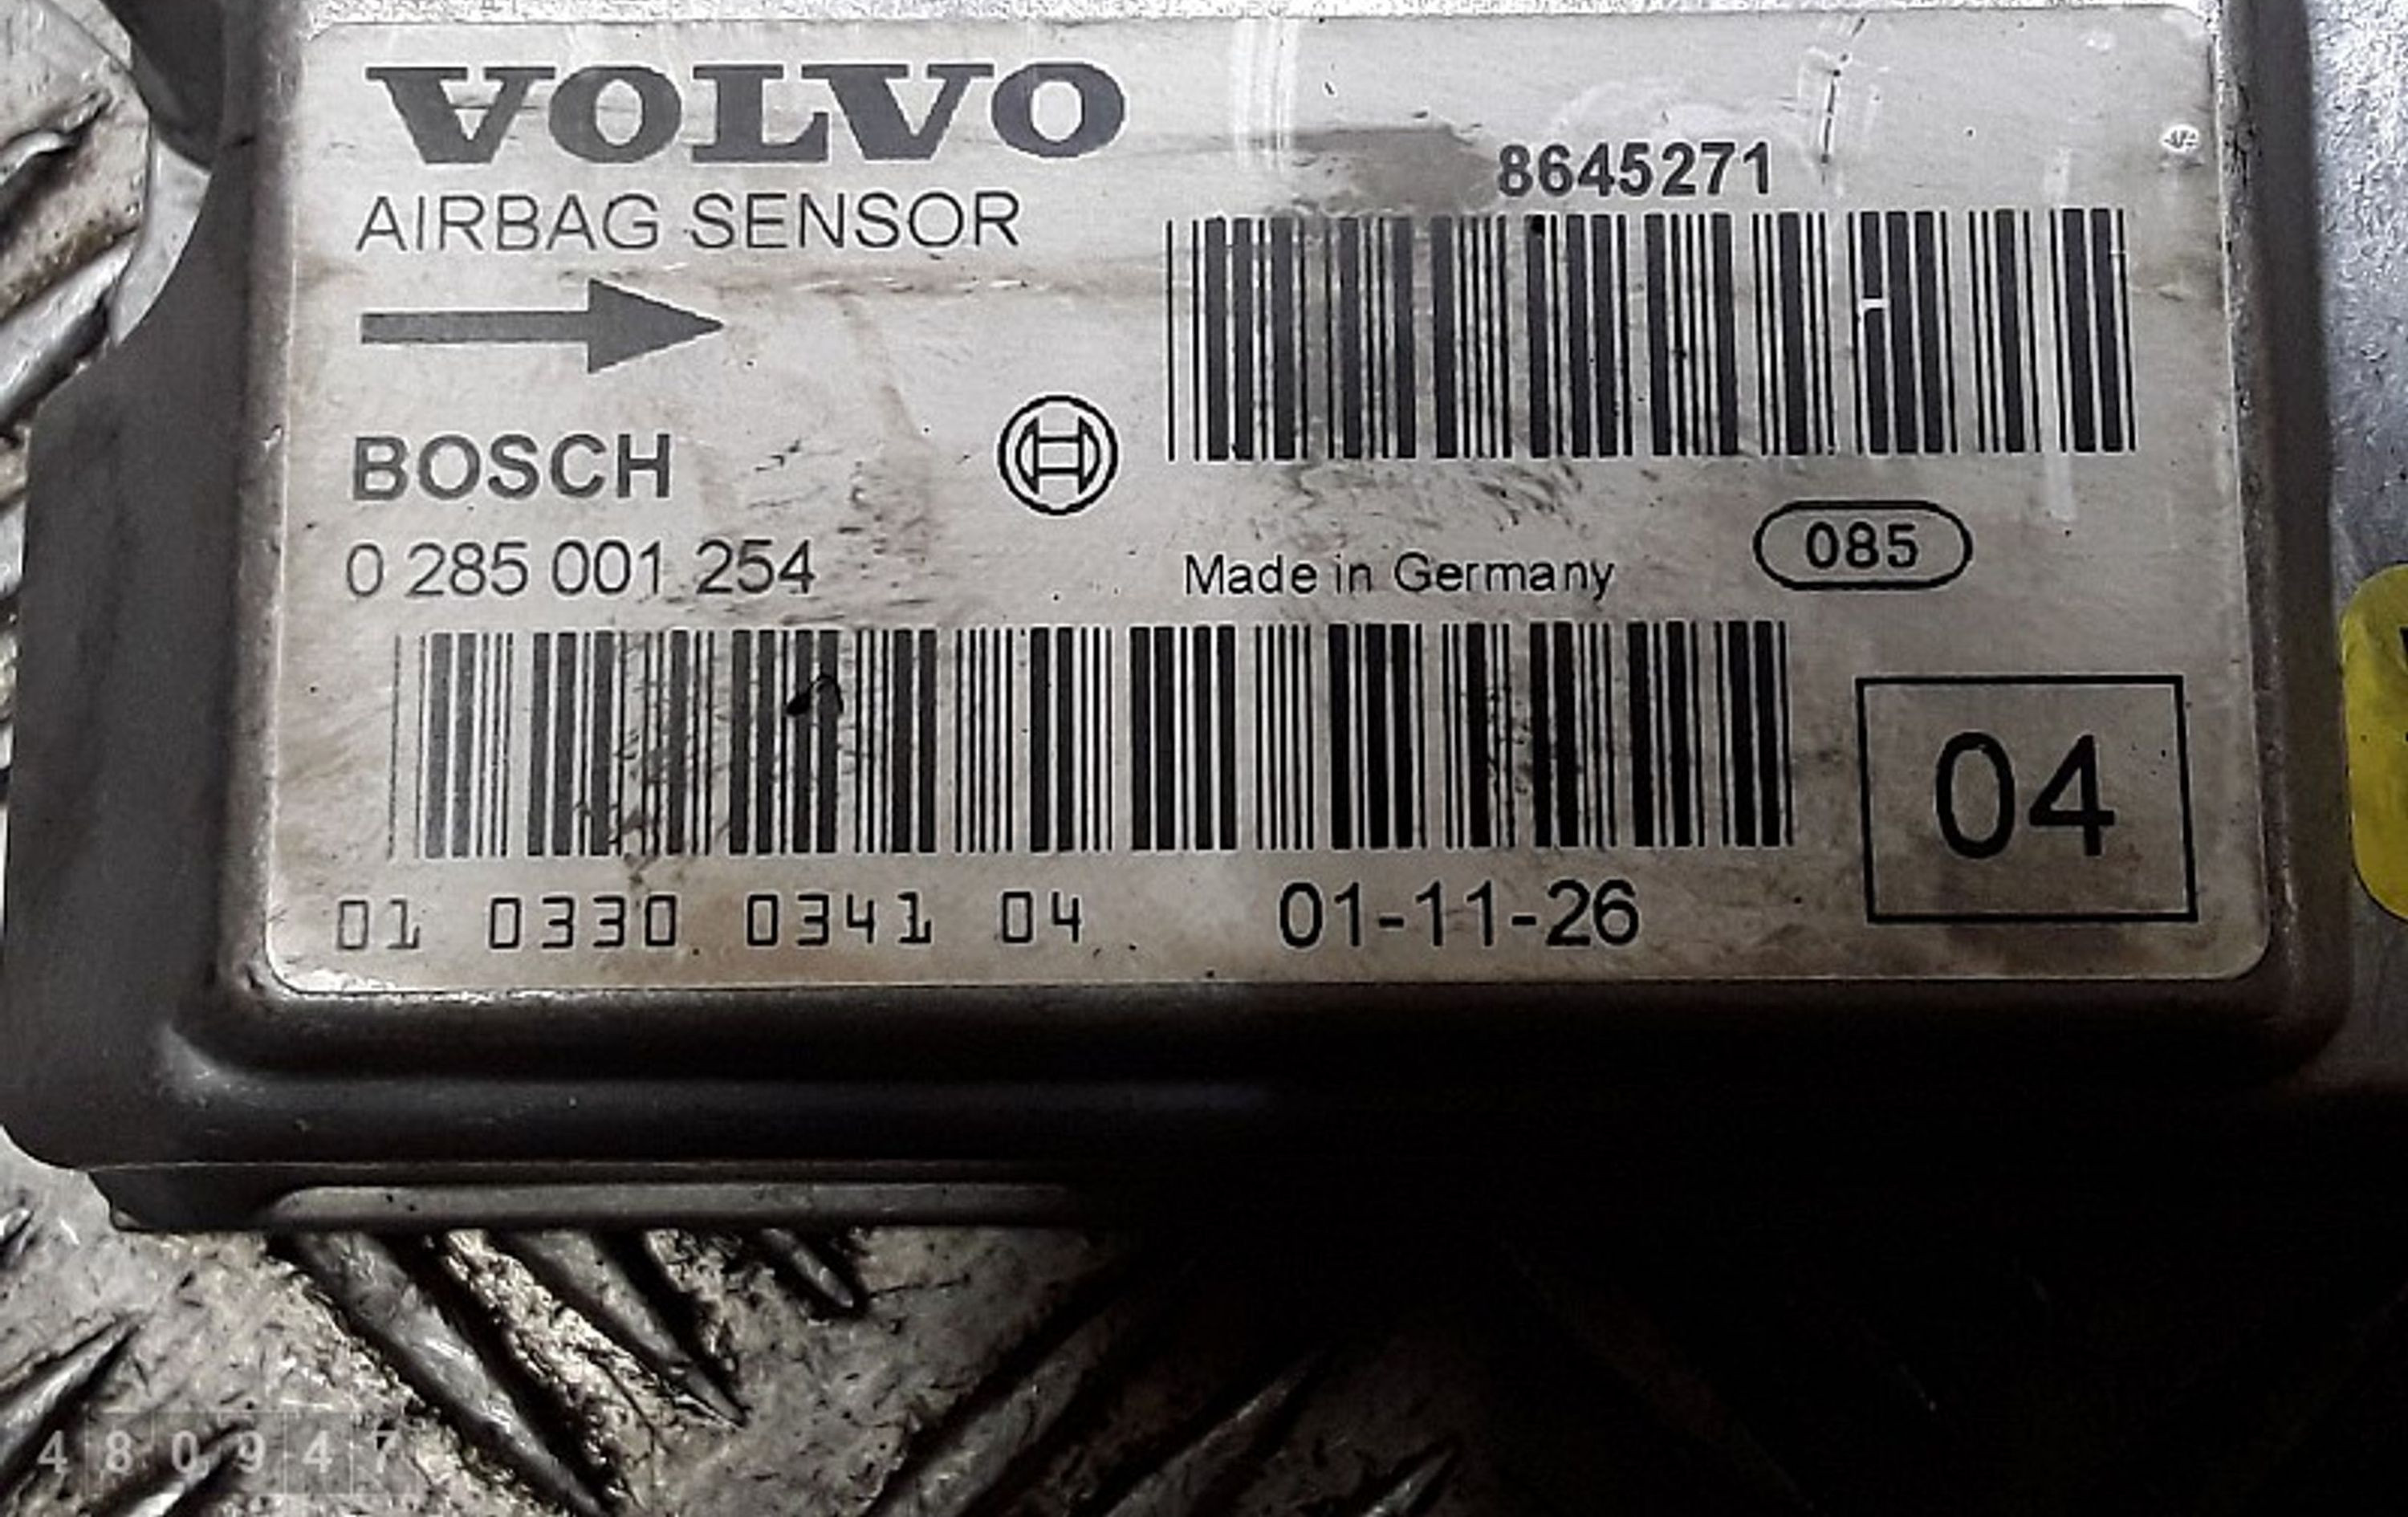 VOLVO
8645271
AIRBAG SENSOR
BOSCH
0 285 001 254
Made in Germany
085
04
01 0330 0341 04
01-11-26
480947